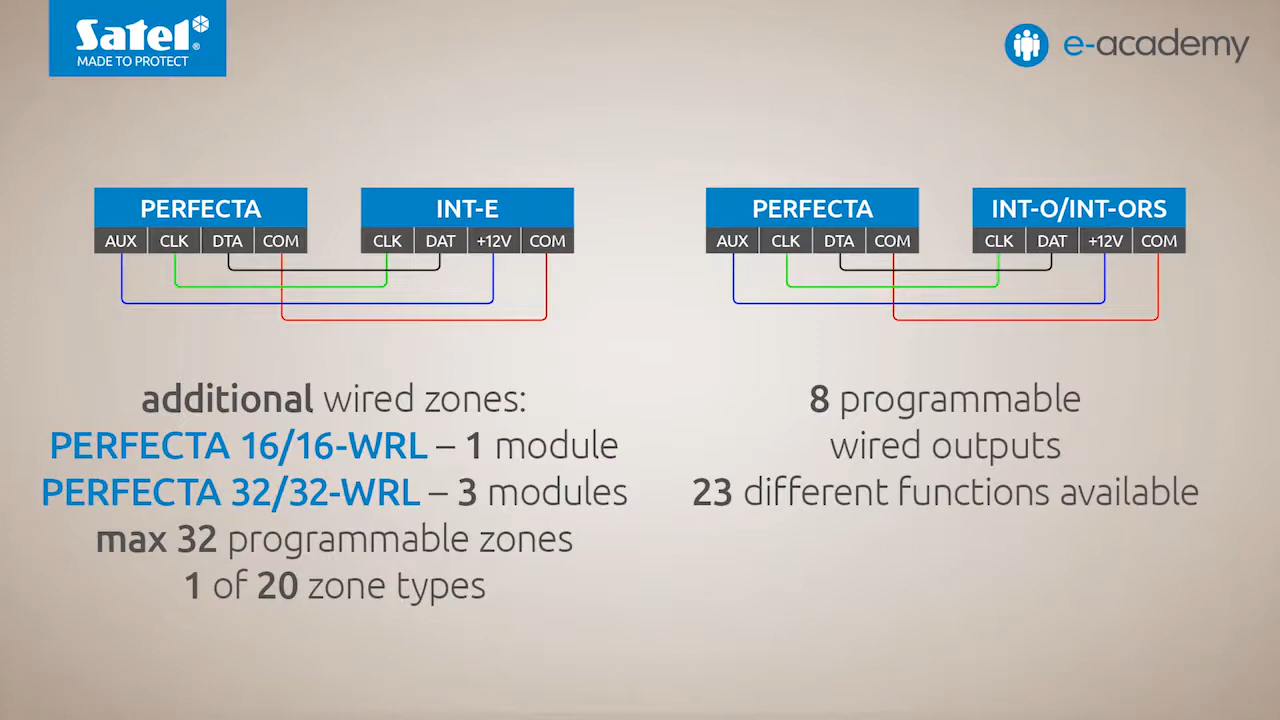 Satel®
MADE TO PROTECT
e-academy
PERFECTA
AUX CLK DTA COM
INT-E
CLK DAT +12V COM
PERFECTA
AUX CLK DTA COM
INT-O/INT-ORS
CLK DAT +12V COM
additional wired zones:
PERFECTA 16/16-WRL – 1 module
PERFECTA 32/32-WRL – 3 modules
max 32 programmable zones
1 of 20 zone types
8 programmable
wired outputs
23 different functions available